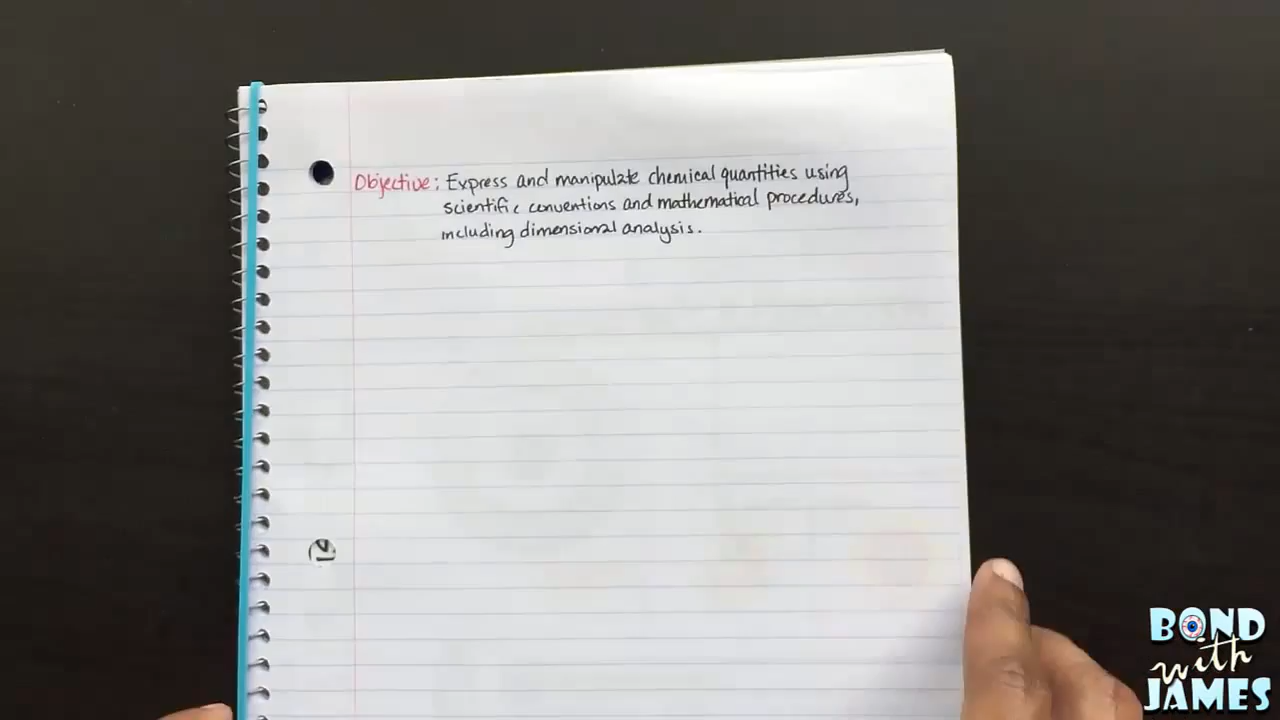 Objective: Express and manipulate chemical quantities using
scientific conventions and mathematical procedures,
including dimensional analysis.
BOND
with
JAMES